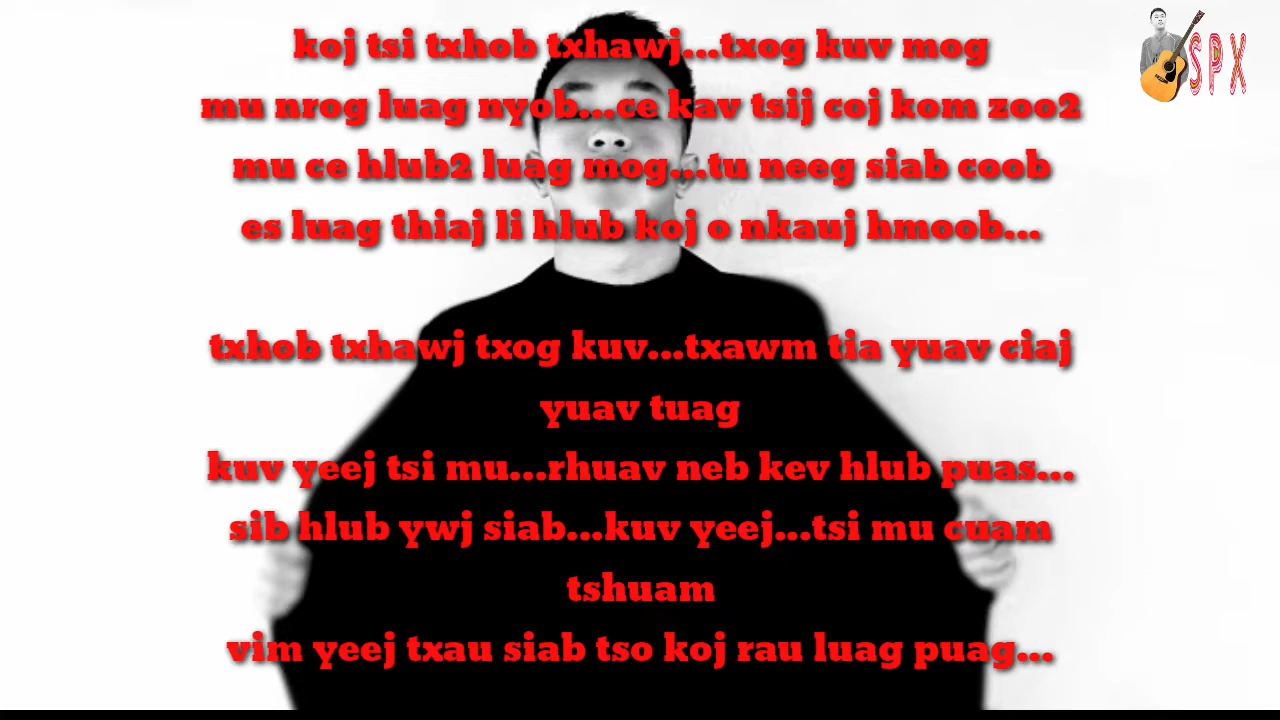 koj tsi txhob txhawj...txog kuv mog
mu nrog luag nyob...ce kav tsij coj kom zoo2
mu ce hlub2 luag mog...tu neeg siab coob
es luag thiaj li hlub koj o nkauj hmoob...
txhob txhawj txog kuv...txawm tia yuav ciaj
yuav tuag
kuv yeej tsi mu...rhuav neb kev hlub puas...
sib hlub ywj siab...kuv yeej...tsi mu cuam
tshuam
vim yeej txau siab tso koj rau luag puag...
SPX